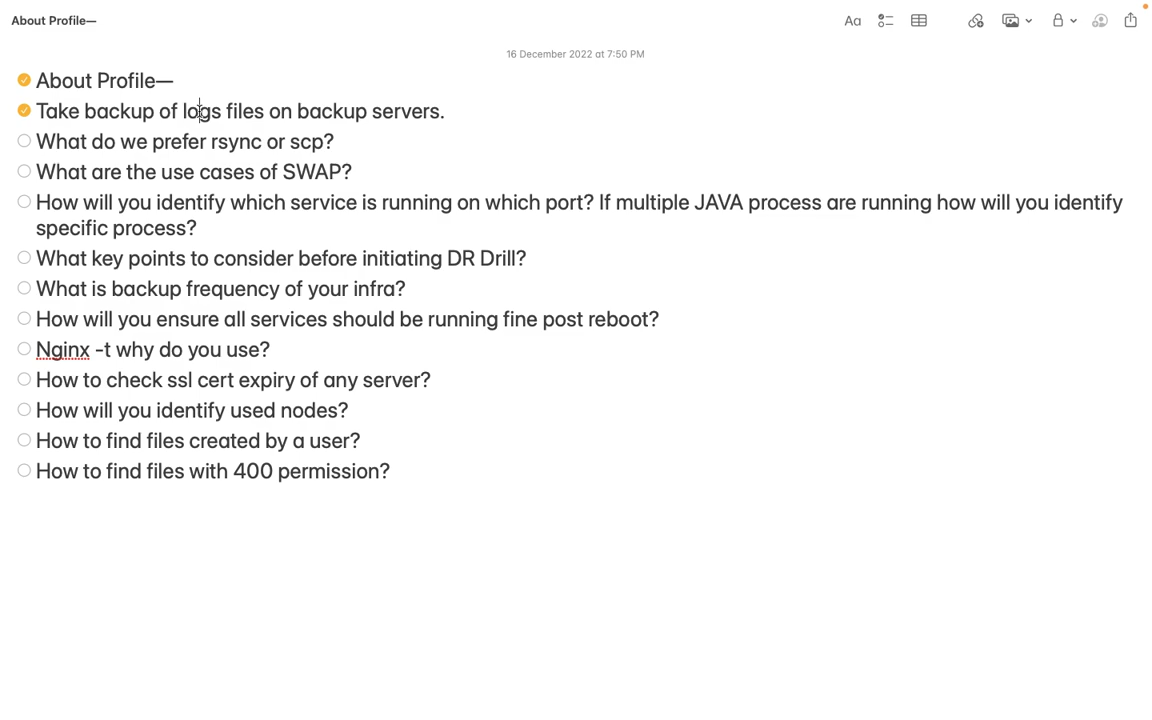 About Profile—
Aa
16 December 2022 at 7:50 PM
About Profile—
Take backup of logs files on backup servers.
What do we prefer rsync or scp?
What are the use cases of SWAP?
How will you identify which service is running on which port? If multiple JAVA process are running how will you identify
specific process?
What key points to consider before initiating DR Drill?
What is backup frequency of your infra?
How will you ensure all services should be running fine post reboot?
Nginx -t why do you use?
How to check ssl cert expiry of any server?
How will you identify used nodes?
How to find files created by a user?
How to find files with 400 permission?